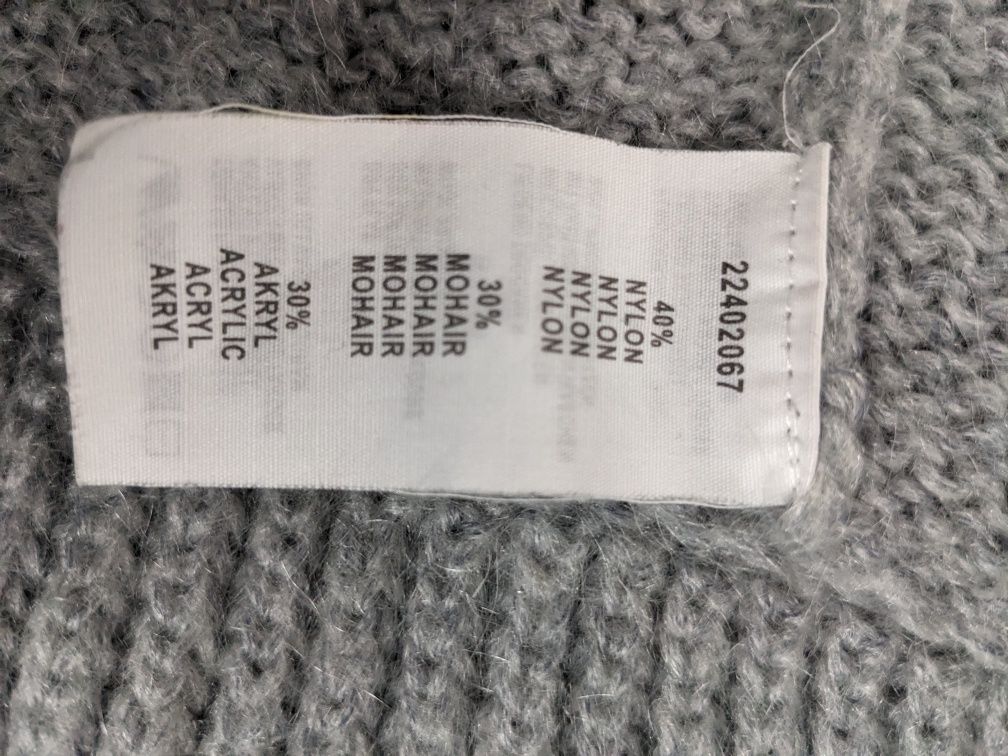 22402067
40%
NYLON
NYLON
NYLON
NYLON
30%
MOHAIR
MOHAIR
MOHAIR
MOHAIR
30%
AKRYL
ACRYLIC
ACRYL
AKRYL